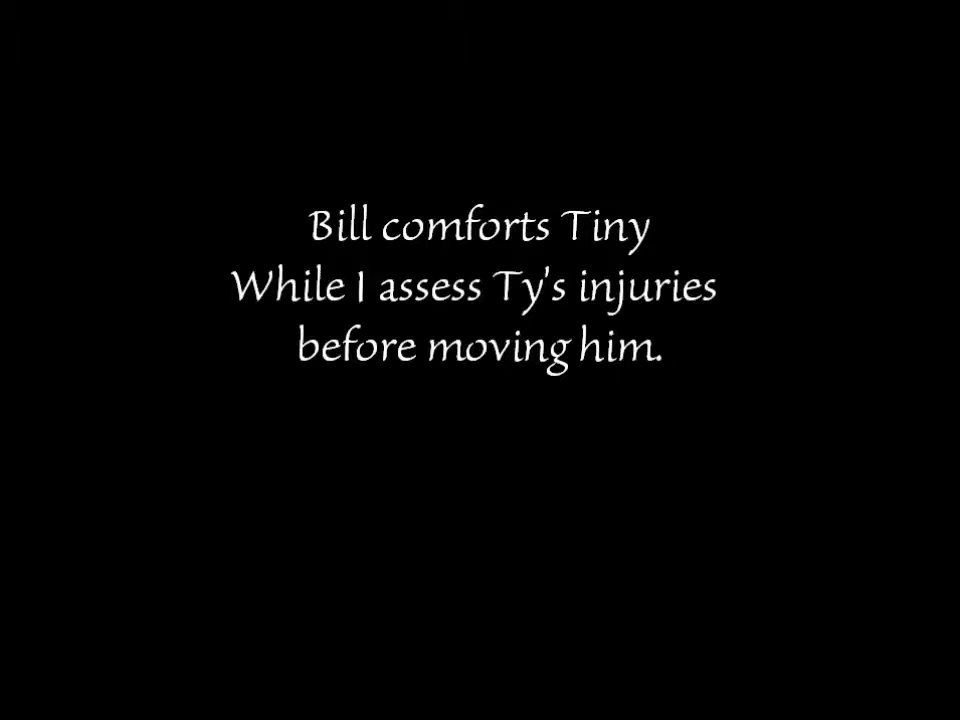 Bill comforts Tiny
While I assess Ty's injuries
before moving him.